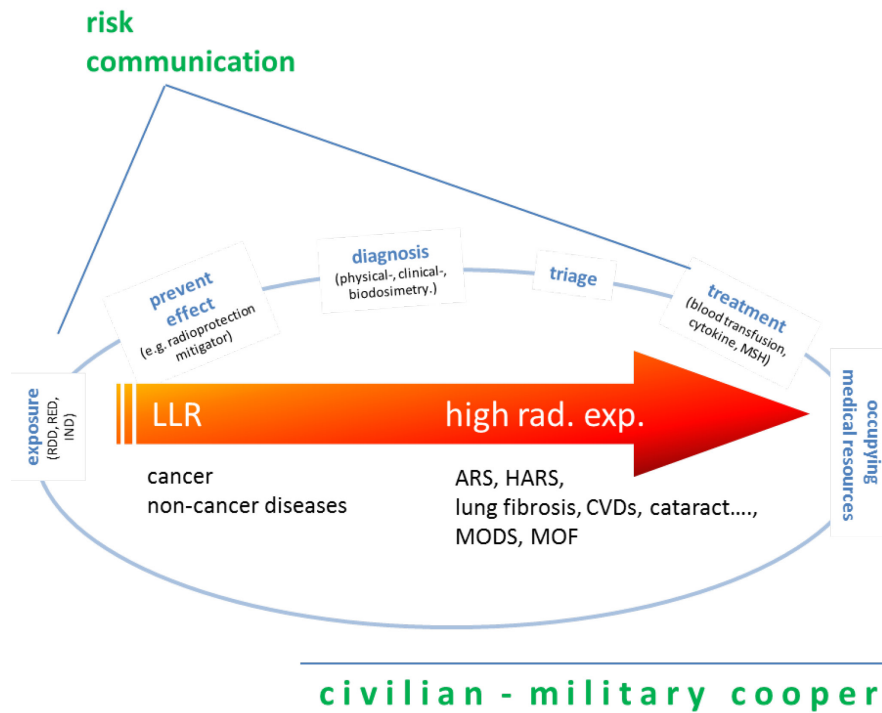 risk
communication
diagnosis
(physical-, clinical-,
biodosimetry.)
triage
prevent
effect
(e.g. radioprotection
mitigator)
treatment
(blood transfusion,
cytokine, MSH)
exposure
(RDD, RED,
IND)
LLR
high rad. exp.
occupying
medical resources
cancer
non-cancer diseases
ARS, HARS,
lung fibrosis, CVDs, cataract....,
MODS, MOF
civilian - military cooper